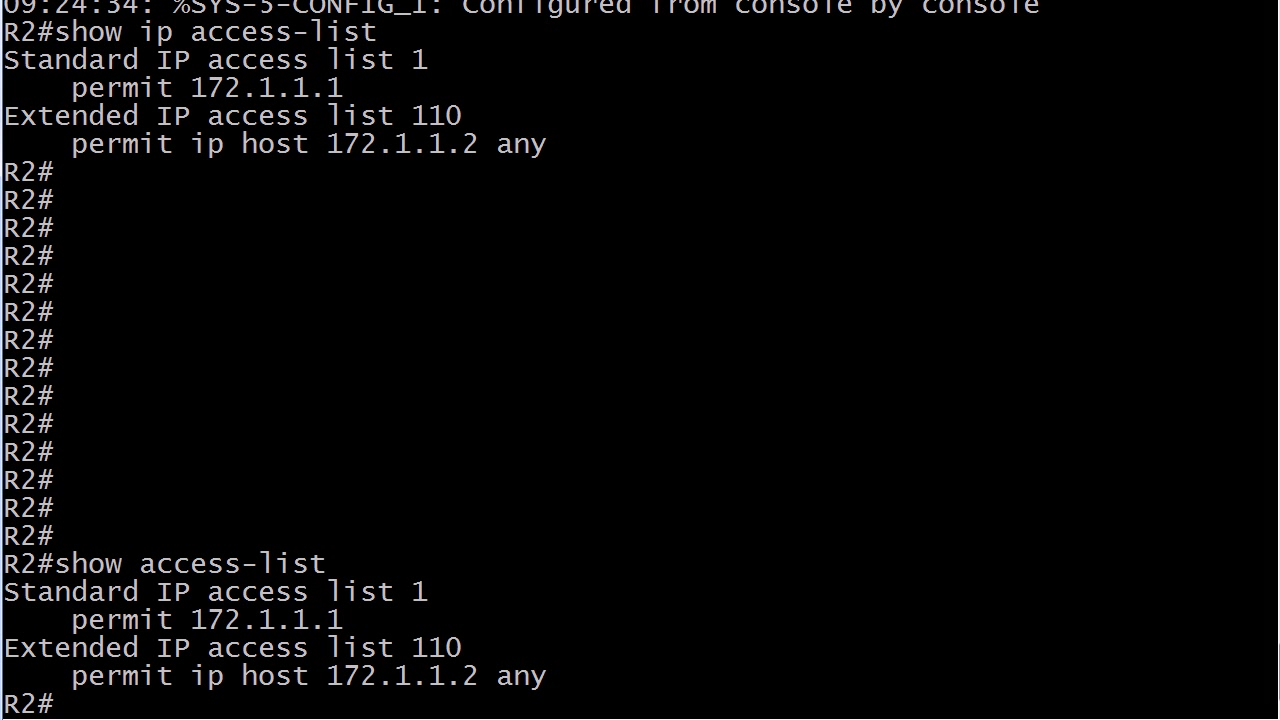 09:24:34: %SYS-5-CONFIG_I: Configured from console by console
R2#show ip access-list
Standard IP access list 1
    permit 172.1.1.1
Extended IP access list 110
    permit ip host 172.1.1.2 any
R2#
R2#
R2#
R2#
R2#
R2#
R2#
R2#
R2#
R2#
R2#
R2#
R2#
R2#
R2#show access-list
Standard IP access list 1
    permit 172.1.1.1
Extended IP access list 110
    permit ip host 172.1.1.2 any
R2#